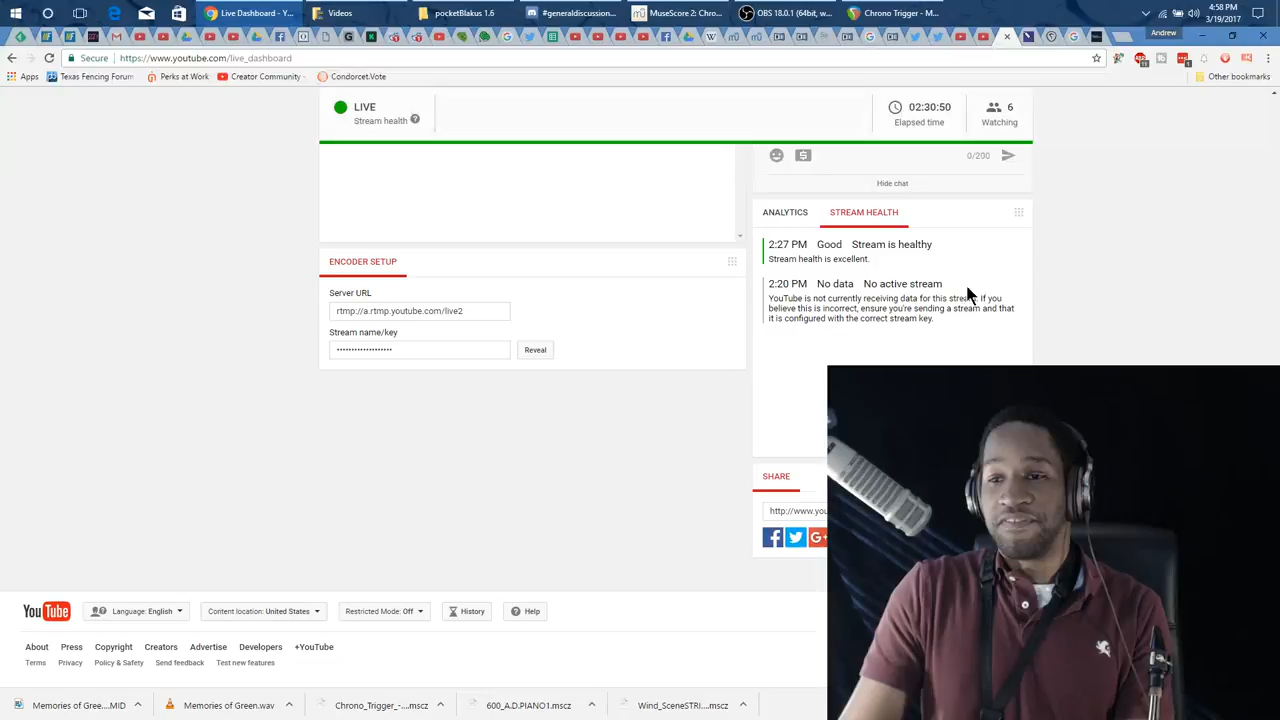 Live Dashboard - Y...
Videos
pocketBlakus 1.6
#generaldiscussion...
MuseScore 2: Chro...
OBS 18.0.1 (64bit, w...
Chrono Trigger - M...
4:58 PM
3/19/2017
Andrew
Secure
https://www.youtube.com/live_dashboard
Apps
Texas Fencing Forum
Perks at Work
Creator Community -
Condorcet.Vote
Other bookmarks
LIVE
Stream health
02:30:50
Elapsed time
6
Watching
0/200
Hide chat
ANALYTICS
STREAM HEALTH
2:27 PM Good Stream is healthy
Stream health is excellent.
2:20 PM No data No active stream
YouTube is not currently receiving data for this stream. If you
believe this is incorrect, ensure you're sending a stream and that
it is configured with the correct stream key.
ENCODER SETUP
Server URL
rtmp://a.rtmp.youtube.com/live2
Stream name/key
•••••••••••••••••••
Reveal
SHARE
http://www.you
YouTube
Language: English
Content location: United States
Restricted Mode: Off
History
Help
About Press Copyright Creators Advertise Developers +YouTube
Terms Privacy Policy & Safety Send feedback Test new features
Memories of Gree....MID
Memories of Green.wav
Chrono_Trigger_-....mscz
600_A.D.PIANO1.mscz
Wind_SceneSTRI....mscz